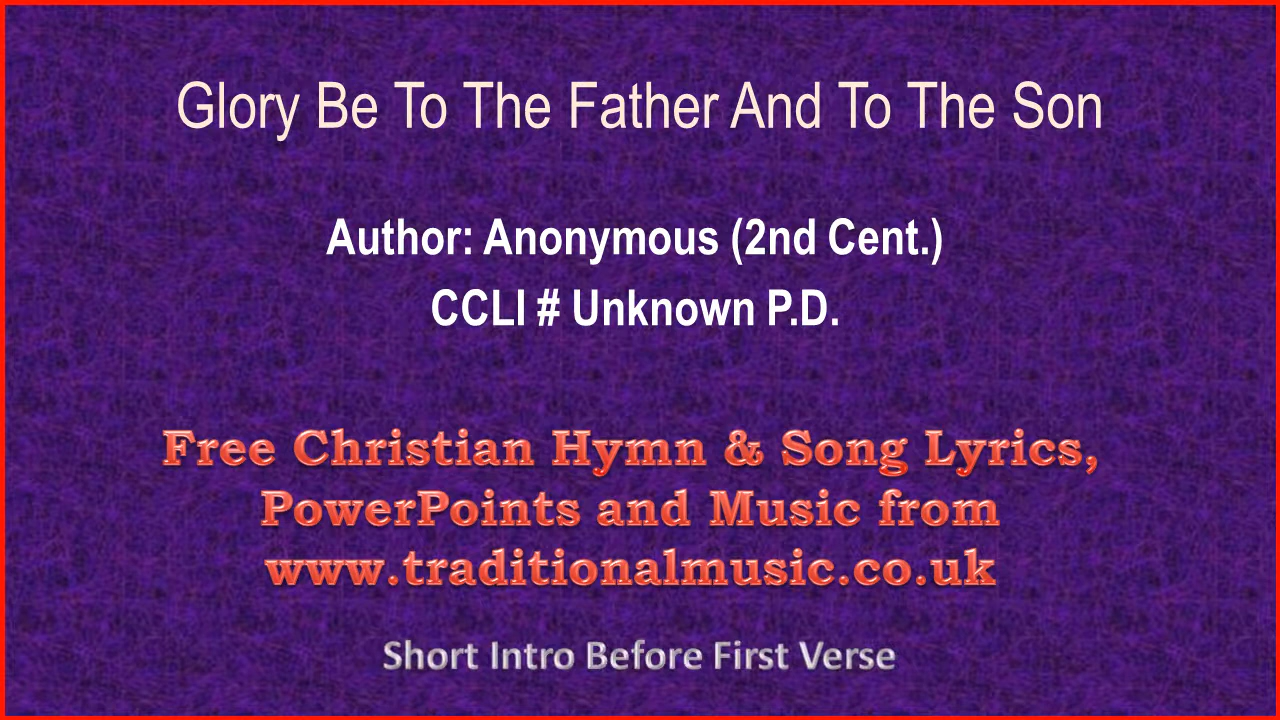 Glory Be To The Father And To The Son
Author: Anonymous (2nd Cent.)
CCLI # Unknown P.D.
Free Christian Hymn & Song Lyrics,
PowerPoints and Music from
www.traditionalmusic.co.uk
Short Intro Before First Verse